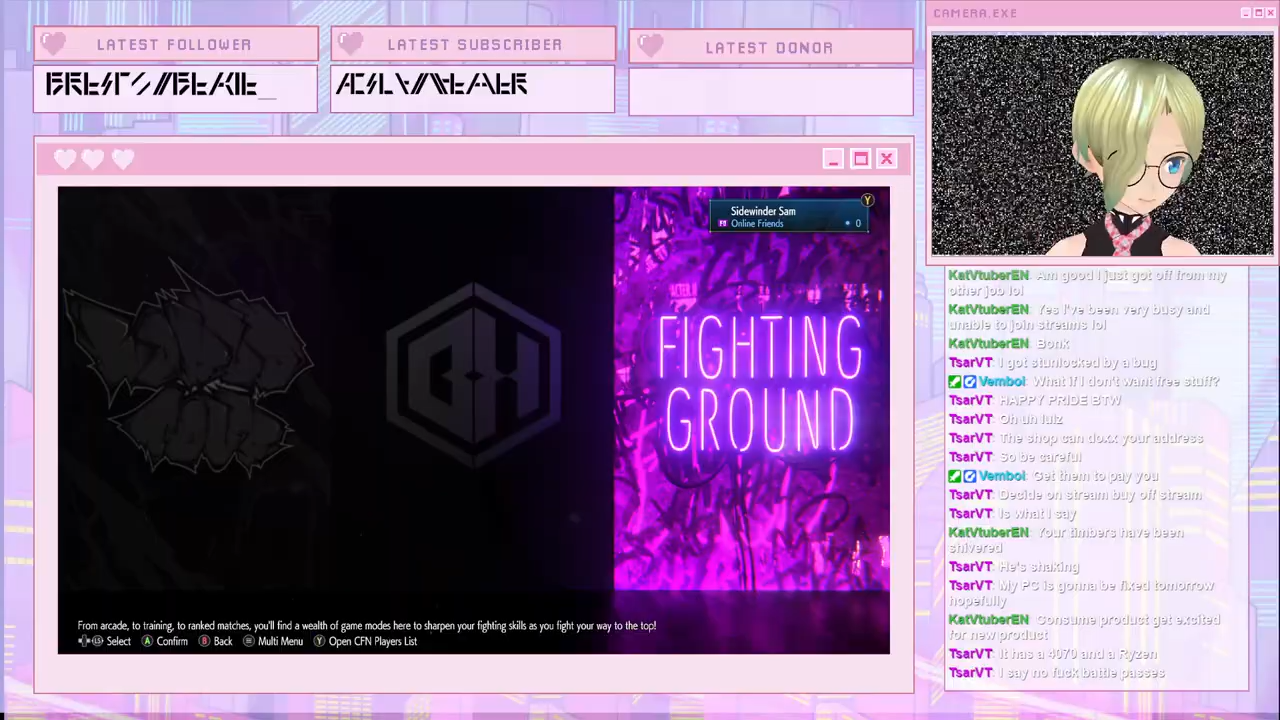 LATEST FOLLOWER
LATEST SUBSCRIBER
LATEST DONOR
CAMERA.EXE
Sidewinder Sam
Online Friends
0
Y
FIGHTING
GROUND
From arcade, to training, to ranked matches, you'll find a wealth of game modes here to sharpen your fighting skills as you fight your way to the top!
Select A Confirm B Back Multi Menu Y Open CFN Players List
KatVtuberEN: Am good I just got off from my
other job lol
KatVtuberEN: Yes I've been very busy and
unable to join streams lol
KatVtuberEN: Bonk
TsarVT: I got stunlocked by a bug
Vembol: What if I don't want free stuff?
TsarVT: HAPPY PRIDE BTW
TsarVT: Oh uh lulz
TsarVT: The shop can doxx your address
TsarVT: So be careful
Vembol: Get them to pay you
TsarVT: Decide on stream buy off stream
TsarVT: Is what I say
KatVtuberEN: Your timbers have been
shivered
TsarVT: He's shaking
TsarVT: My PC is gonna be fixed tomorrow
hopefully
KatVtuberEN: Consume product get excited
for new product
TsarVT: It has a 4070 and a Ryzen
TsarVT: I say no fuck battle passes